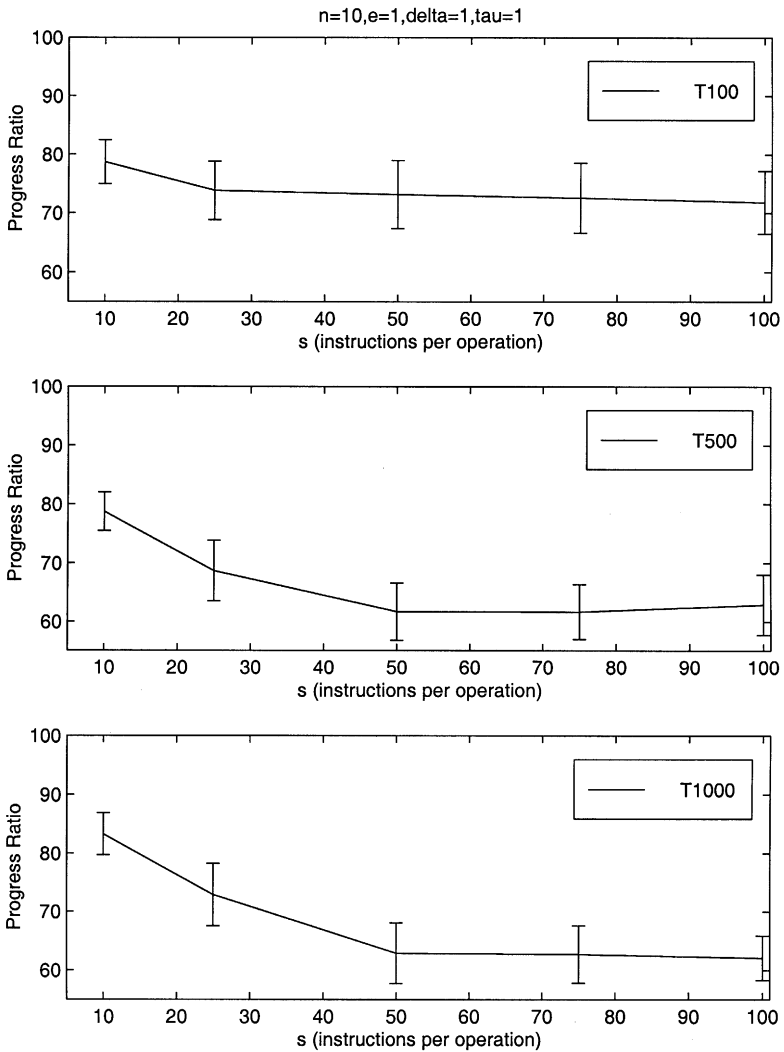 n=10,e=1,delta=1,tau=1
100
90
80
70
60
Progress Ratio
T100
10 20 30 40 50 60 70 80 90 100
s (instructions per operation)
100
90
80
70
60
Progress Ratio
T500
10 20 30 40 50 60 70 80 90 100
s (instructions per operation)
100
90
80
70
60
Progress Ratio
T1000
10 20 30 40 50 60 70 80 90 100
s (instructions per operation)